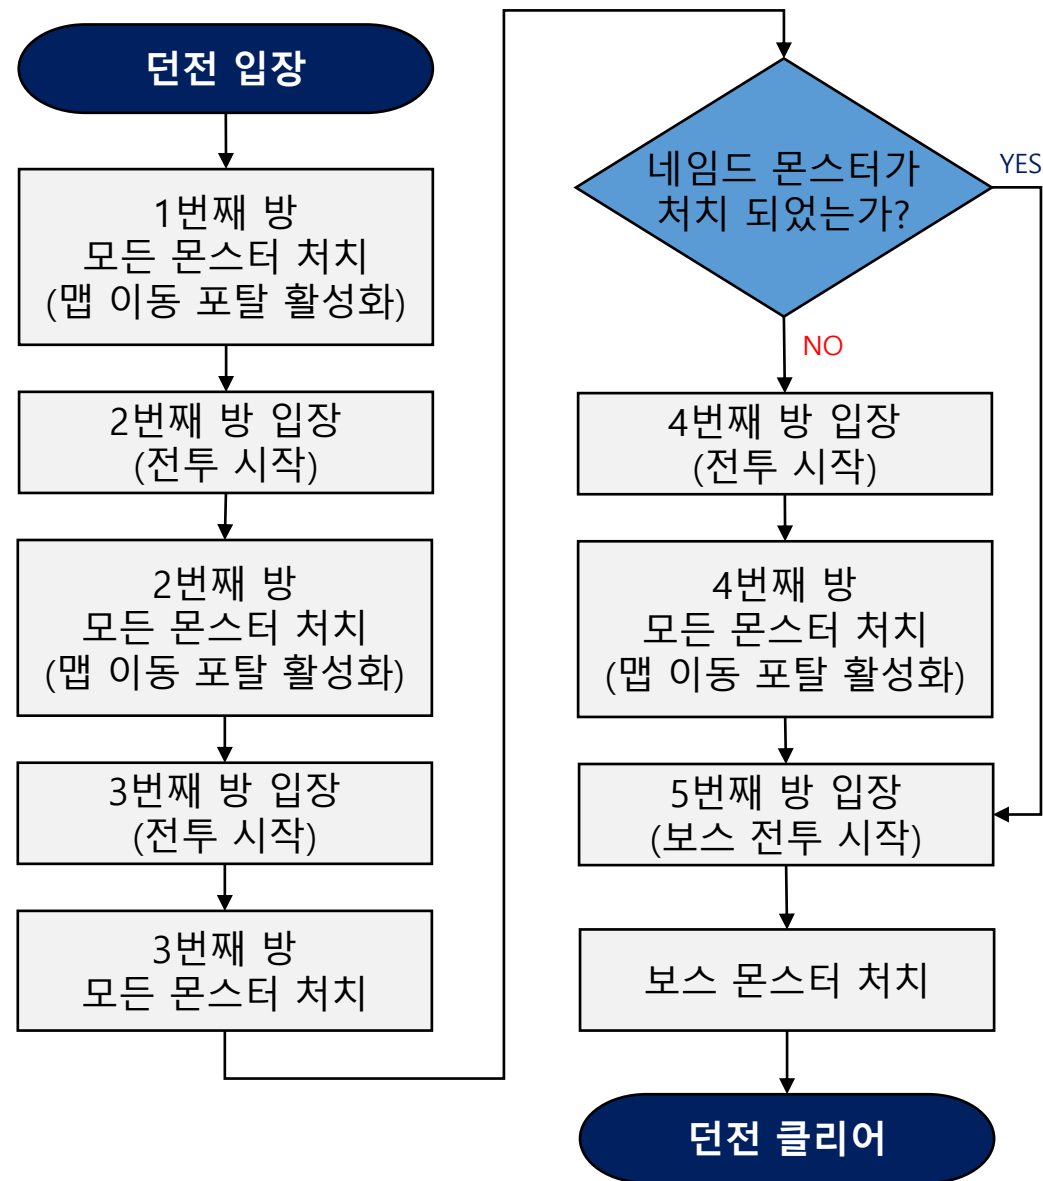 던전 입장
1번째 방
모든 몬스터 처치
(맵 이동 포탈 활성화)
2번째 방 입장
(전투 시작)
2번째 방
모든 몬스터 처치
(맵 이동 포탈 활성화)
3번째 방 입장
(전투 시작)
3번째 방
모든 몬스터 처치
네임드 몬스터가
처치 되었는가?
YES
NO
4번째 방 입장
(전투 시작)
4번째 방
모든 몬스터 처치
(맵 이동 포탈 활성화)
5번째 방 입장
(보스 전투 시작)
보스 몬스터 처치
던전 클리어